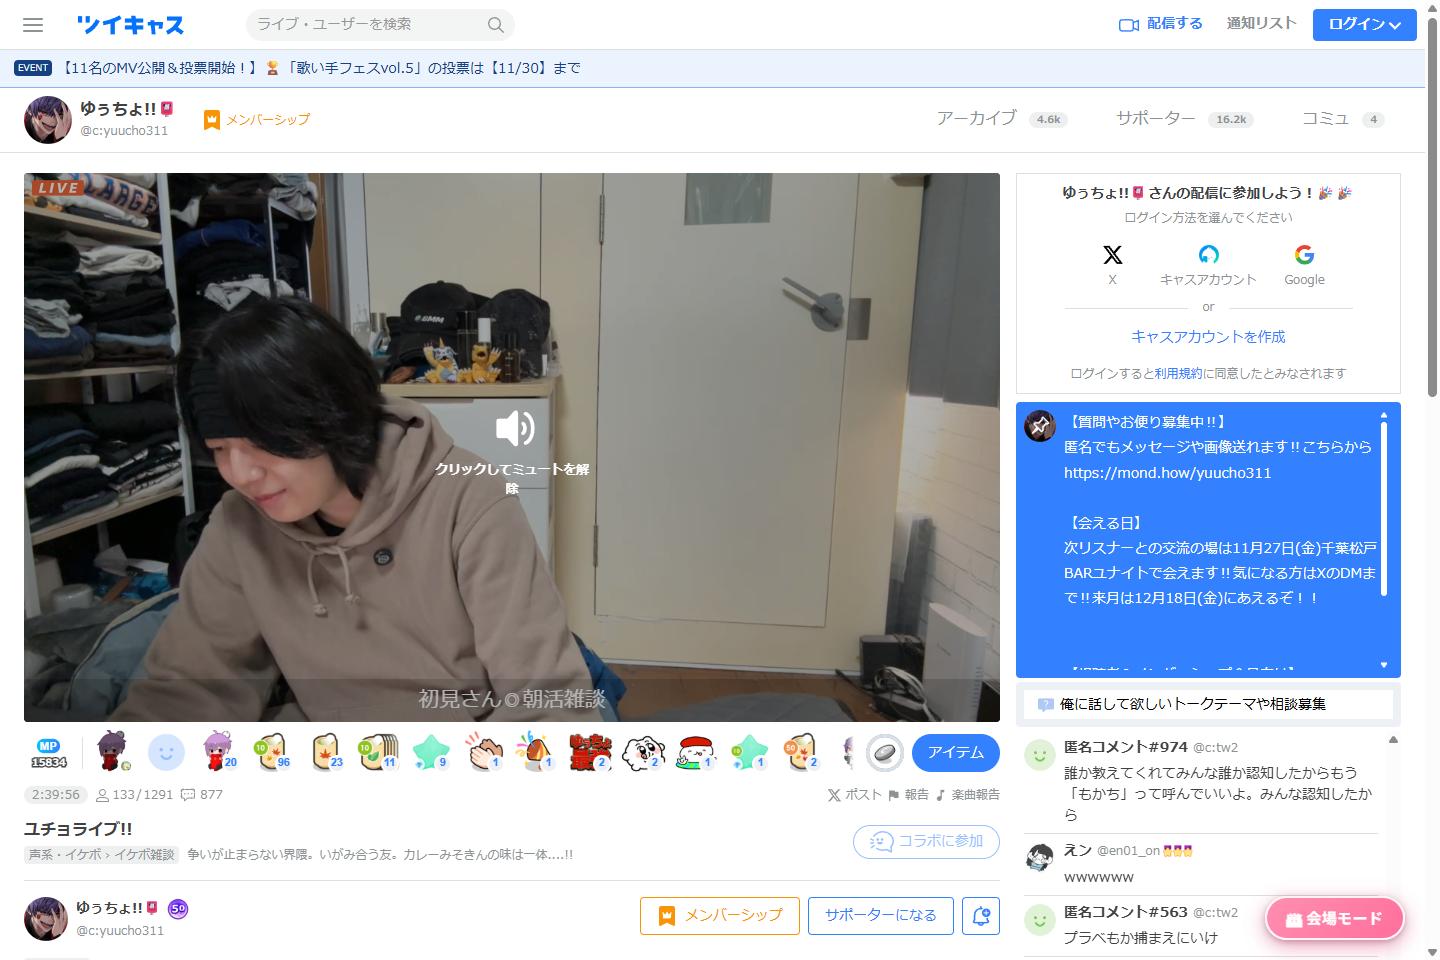 ツイキャス
ライブ・ユーザーを検索
配信する
通知リスト
ログイン
EVENT 【11名のMV公開＆投票開始！】🏆「歌い手フェスvol.5」の投票は【11/30】まで
ゆぅちょ!!📮
@c:yuucho311
メンバーシップ
アーカイブ 4.6k
サポーター 16.2k
コミュ 4
LIVE
クリックしてミュートを解
除
初見さん◎朝活雑談
MP
15834
20
10 96
23
10 11
9
1
1
ゆっちょ最高 2
2
1
10 1
50 2
アイテム
2:39:56 133/1291 877
ポスト 報告 楽曲報告
ユチョライブ!!
声系・イケボ › イケボ雑談 争いが止まらない界隈。いがみ合う友。カレーみそきんの味は一体....!!
コラボに参加
ゆぅちょ!!📮 50
@c:yuucho311
メンバーシップ
サポーターになる
ゆぅちょ!!📮さんの配信に参加しよう！🎉🎉
ログイン方法を選んでください
X
キャスアカウント
Google
or
キャスアカウントを作成
ログインすると利用規約に同意したとみなされます
【質問やお便り募集中!!】
匿名でもメッセージや画像送れます!!こちらから
https://mond.how/yuucho311
【会える日】
次リスナーとの交流の場は11月27日(金)千葉松戸
BARユナイトで会えます!!気になる方はXのDMま
で!!来月は12月18日(金)にあえるぞ！！
俺に話して欲しいトークテーマや相談募集
匿名コメント#974 @c:tw2
誰か教えてくれてみんな誰か認知したからもう
「もかち」って呼んでいいよ。みんな認知したか
ら
えン @en01_on
wwwwww
匿名コメント#563 @c:tw2
プラベもか捕まえにいけ
会場モード